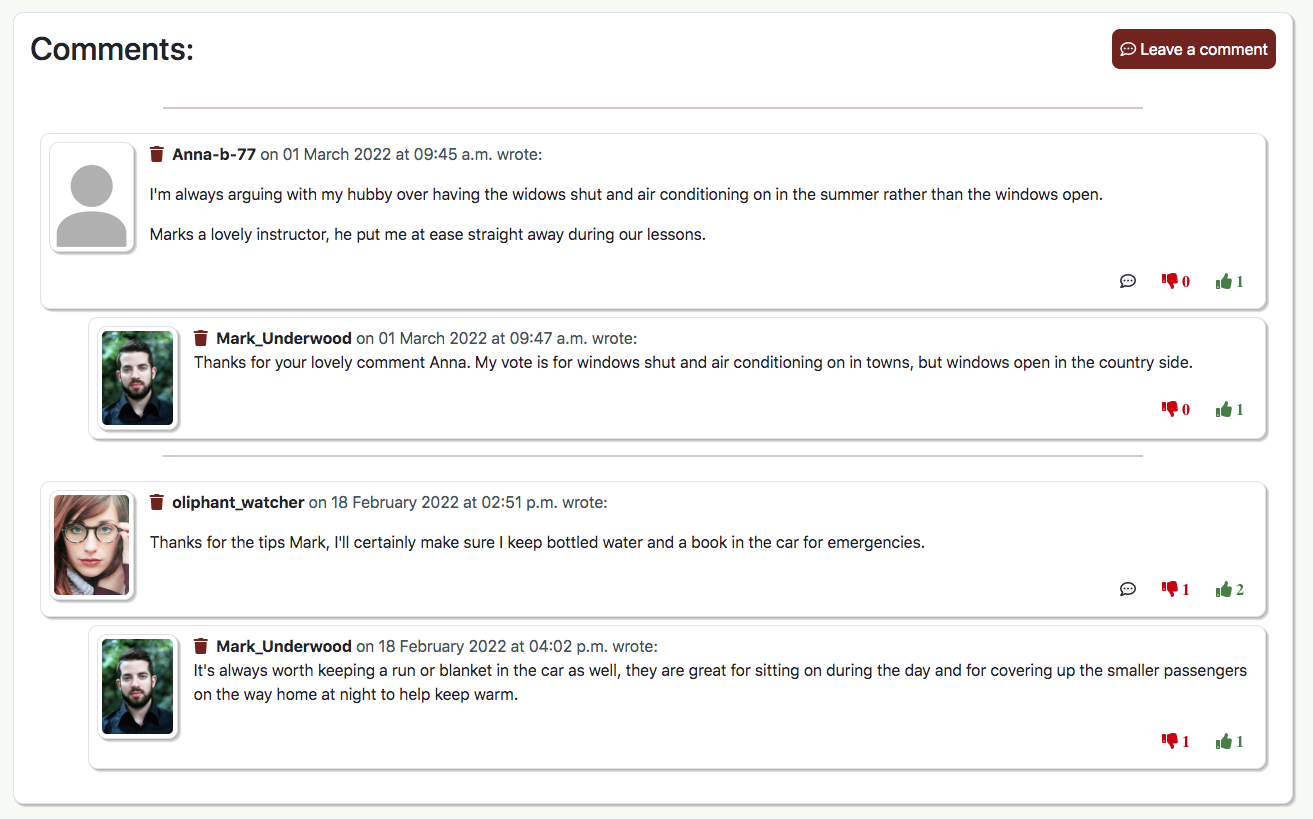 Comments:
Leave a comment
Anna-b-77 on 01 March 2022 at 09:45 a.m. wrote:
I'm always arguing with my hubby over having the widows shut and air conditioning on in the summer rather than the windows open.
Marks a lovely instructor, he put me at ease straight away during our lessons.
0 1
Mark_Underwood on 01 March 2022 at 09:47 a.m. wrote:
Thanks for your lovely comment Anna. My vote is for windows shut and air conditioning on in towns, but windows open in the country side.
0 1
oliphant_watcher on 18 February 2022 at 02:51 p.m. wrote:
Thanks for the tips Mark, I'll certainly make sure I keep bottled water and a book in the car for emergencies.
1 2
Mark_Underwood on 18 February 2022 at 04:02 p.m. wrote:
It's always worth keeping a run or blanket in the car as well, they are great for sitting on during the day and for covering up the smaller passengers
on the way home at night to help keep warm.
1 1